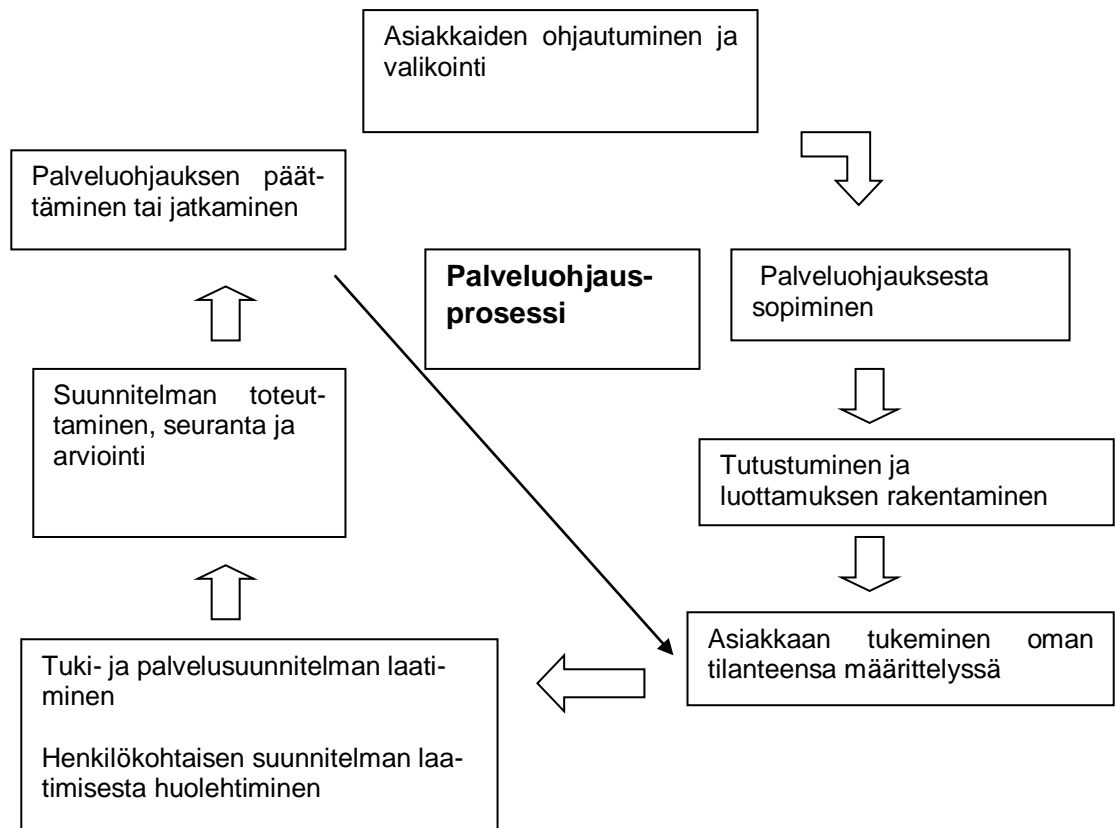 Asiakkaiden ohjautuminen ja
valikointi
Palveluohjauksen päät-
täminen tai jatkaminen
Palveluohjaus-
prosessi
Palveluohjauksesta
sopiminen
Suunnitelman toteut-
taminen, seuranta ja
arviointi
Tutustuminen ja
luottamuksen rakentaminen
Asiakkaan tukeminen oman
tilanteensa määrittelyssä
Tuki- ja palvelusuunnitelman laati-
minen
Henkilökohtaisen suunnitelman laa-
timisesta huolehtiminen